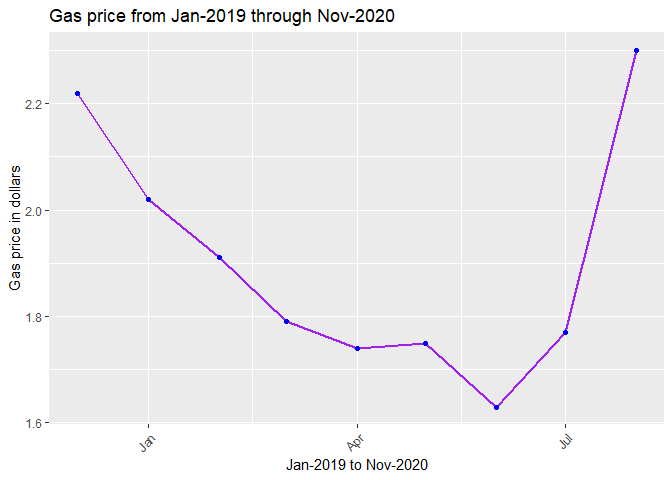 Gas price from Jan-2019 through Nov-2020
Gas price in dollars
2.2
2.0
1.8
1.6
Jan
Apr
Jul
Jan-2019 to Nov-2020